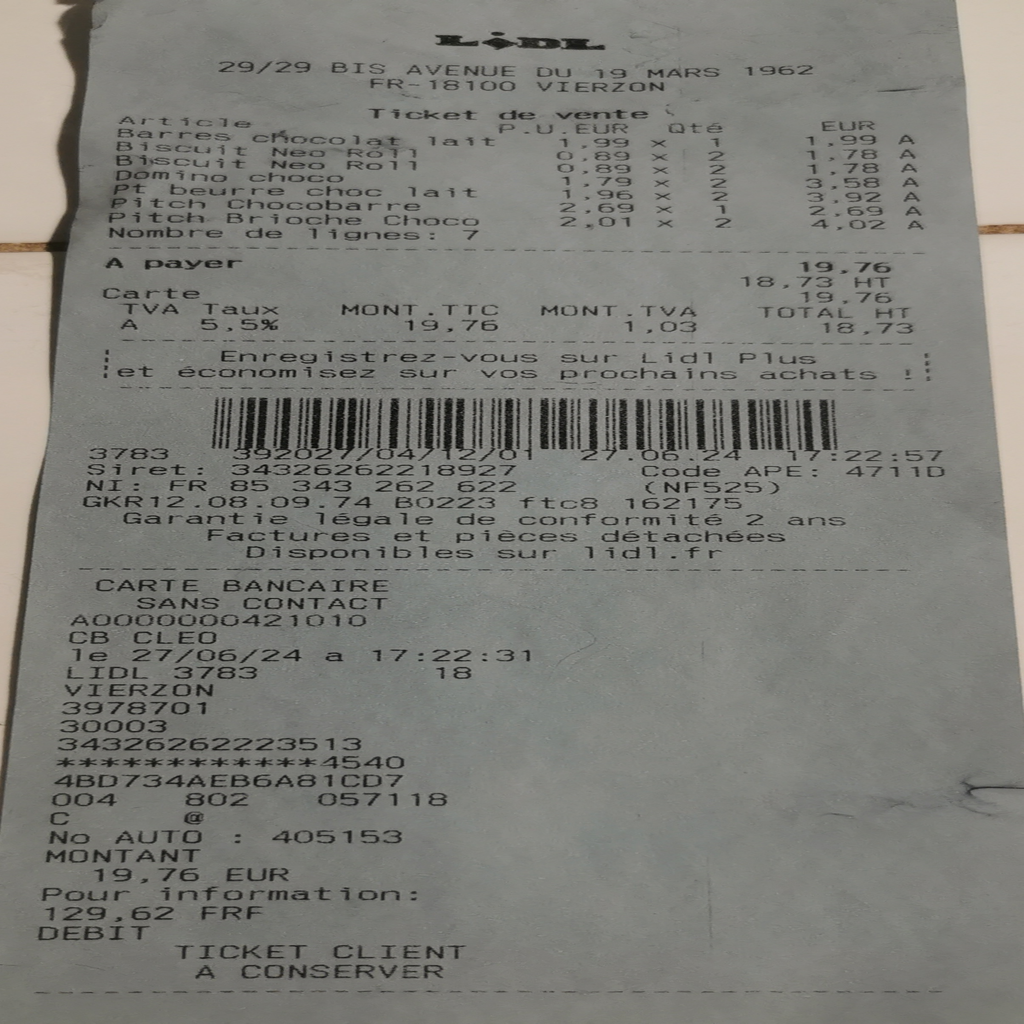 LiDL
29/29 BIS AVENUE DU 19 MARS 1962
FR-18100 VIERZON
Ticket de vente
Article P.U.EUR Qté EUR
Barres chocolat lait 1,99 x 1 1,99 A
Biscuit Neo Roll 0,89 x 2 1,78 A
Biscuit Neo Roll 0,89 x 2 1,78 A
Domino choco 1,79 x 2 3,58 A
Pt beurre choc lait 1,96 x 2 3,92 A
Pitch Chocobarre 2,69 x 1 2,69 A
Pitch Brioche Choco 2,01 x 2 4,02 A
Nombre de lignes: 7
A payer 19,76
18,73 HT
Carte 19,76
TVA Taux MONT.TTC MONT.TVA TOTAL HT
A 5,5% 19,76 1,03 18,73
Enregistrez-vous sur Lidl Plus
et économisez sur vos prochains achats !
3783 392027/04/12/01 27.06.24 17:22:57
Siret: 34326262218927 Code APE: 4711D
NI: FR 85 343 262 622 (NF525)
GKR12.08.09.74 B0223 ftc8 162175
Garantie légale de conformité 2 ans
Factures et pièces détachées
Disponibles sur lidl.fr
CARTE BANCAIRE
SANS CONTACT
A0000000421010
CB CLEO
le 27/06/24 a 17:22:31
LIDL 3783 18
VIERZON
3978701
30003
34326262223513
************4540
4BD734AEB6A81CD7
004 802 057118
C @
No AUTO : 405153
MONTANT
19,76 EUR
Pour information:
129,62 FRF
DEBIT
TICKET CLIENT
A CONSERVER